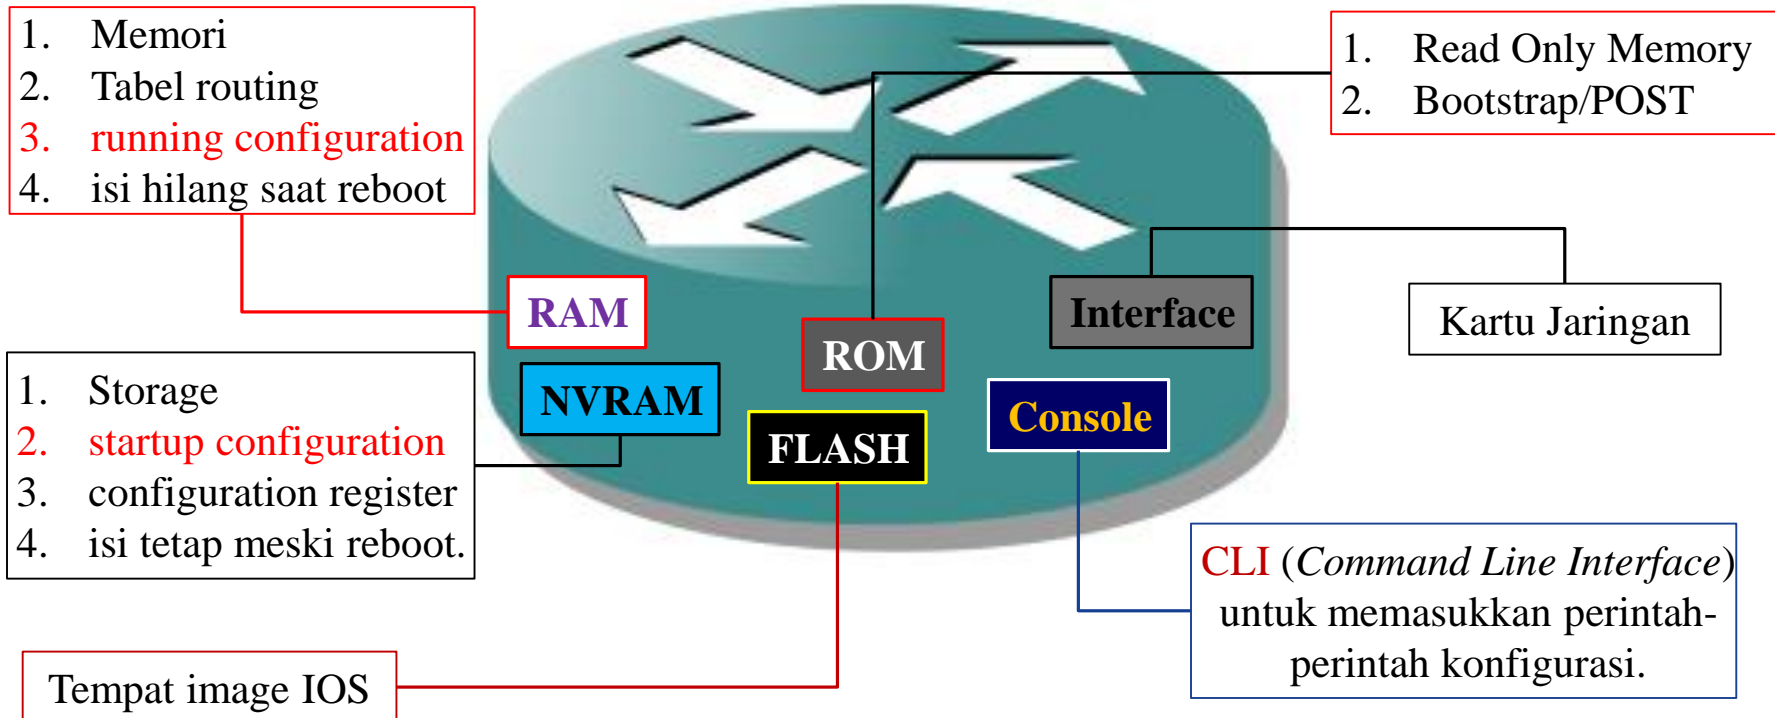 1. Memori
2. Tabel routing
3. running configuration
4. isi hilang saat reboot
1. Read Only Memory
2. Bootstrap/POST
RAM
ROM
Interface
Kartu Jaringan
NVRAM
FLASH
Console
1. Storage
2. startup configuration
3. configuration register
4. isi tetap meski reboot.
CLI (Command Line Interface)
untuk memasukkan perintah-
perintah konfigurasi.
Tempat image IOS